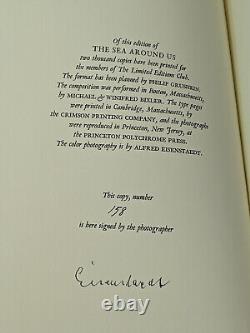 Of this edition of
THE SEA AROUND US
two thousand copies have been printed for
the members of The Limited Editions Club.
The format has been planned by PHILIP GRUSHKIN.
The composition was performed in Boston, Massachusetts,
by MICHAEL & WINIFRED BIXLER. The type pages
were printed in Cambridge, Massachusetts, by
the CRIMSON PRINTING COMPANY, and the photographs
were reproduced in Princeton, New Jersey, at
the PRINCETON POLYCHROME PRESS.
The color photography is by ALFRED EISENSTAEDT.
This copy, number
158
is here signed by the photographer
Eisenstaedt